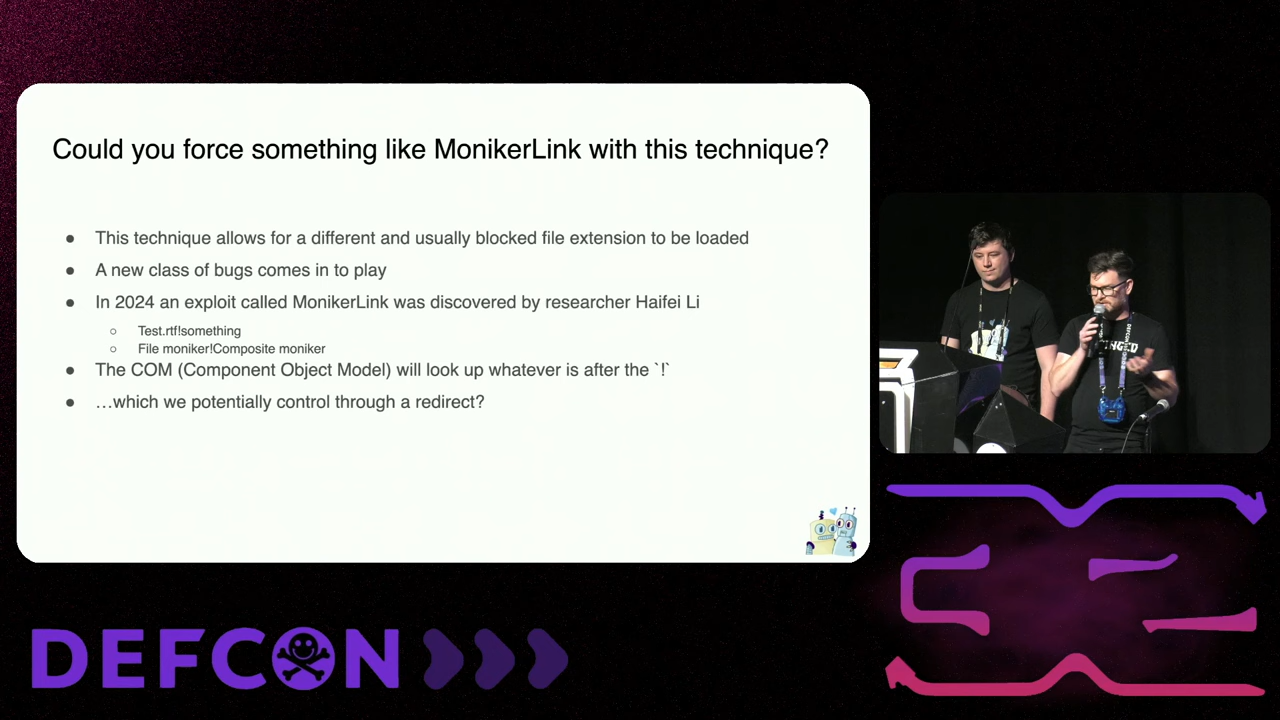 Could you force something like MonikerLink with this technique?
● This technique allows for a different and usually blocked file extension to be loaded
● A new class of bugs comes in to play
● In 2024 an exploit called MonikerLink was discovered by researcher Haifei Li
○ Test.rtf!something
○ File moniker!Composite moniker
● The COM (Component Object Model) will look up whatever is after the `!`
● …which we potentially control through a redirect?
DEFCON